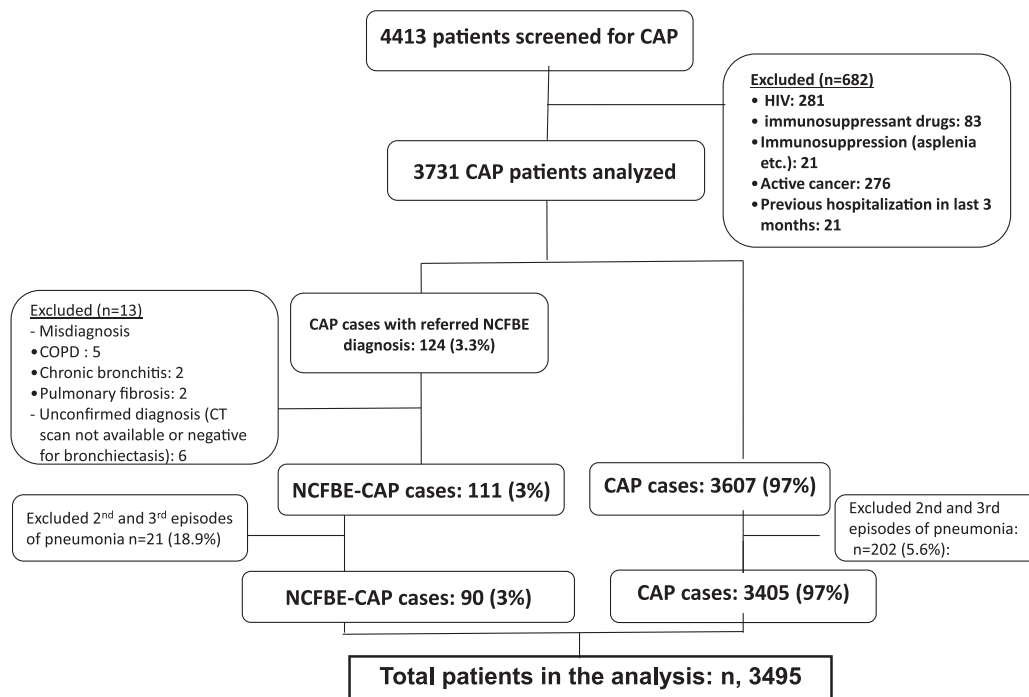 4413 patients screened for CAP
Excluded (n=682)
• HIV: 281
• immunosuppressant drugs: 83
•Immunosuppression (asplenia
etc.): 21
•Active cancer: 276
•Previous hospitalization in last 3
months: 21
3731 CAP patients analyzed
Excluded (n=13)
- Misdiagnosis
•COPD : 5
•Chronic bronchitis: 2
•Pulmonary fibrosis: 2
- Unconfirmed diagnosis (CT
scan not available or negative
for bronchiectasis): 6
CAP cases with referred NCFBE
diagnosis: 124 (3.3%)
NCFBE-CAP cases: 111 (3%)
CAP cases: 3607 (97%)
Excluded 2nd and 3rd episodes
of pneumonia n=21 (18.9%)
Excluded 2nd and 3rd
episodes of pneumonia:
n=202 (5.6%):
NCFBE-CAP cases: 90 (3%)
CAP cases: 3405 (97%)
Total patients in the analysis: n, 3495